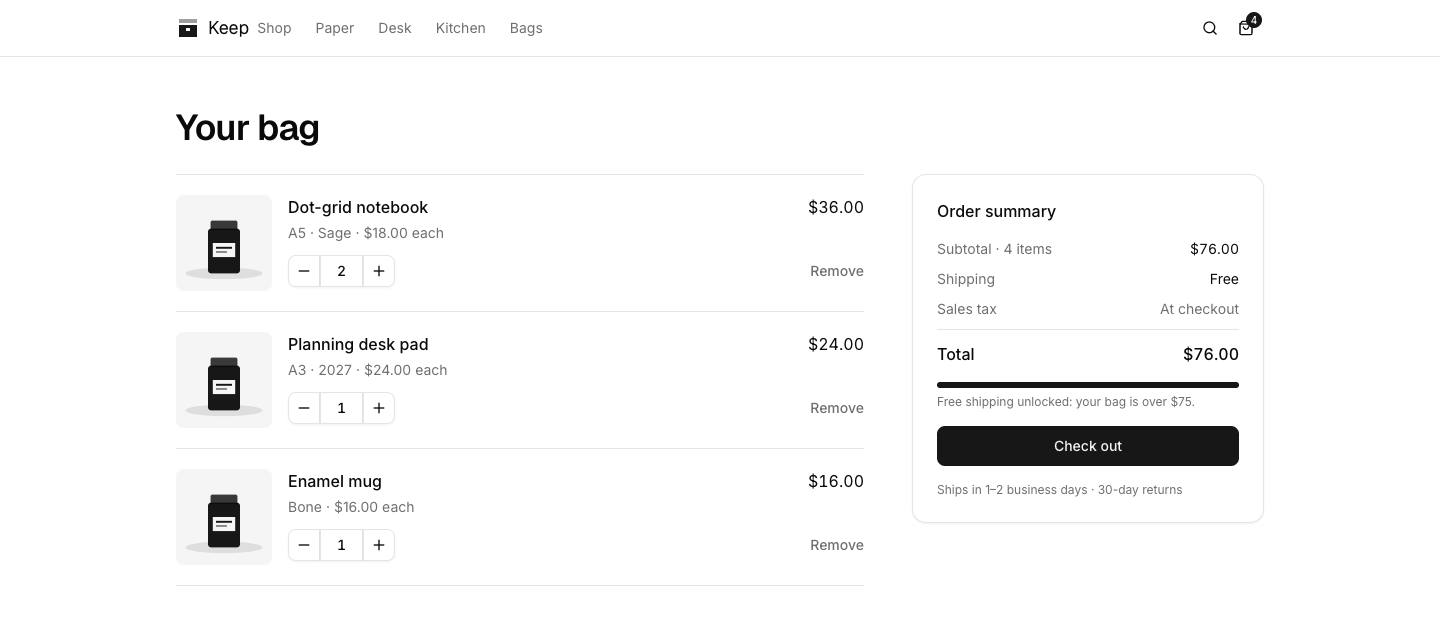 Keep Shop Paper Desk Kitchen Bags 4
Your bag
Dot-grid notebook $36.00
A5 · Sage · $18.00 each
2 Remove
Planning desk pad $24.00
A3 · 2027 · $24.00 each
1 Remove
Enamel mug $16.00
Bone · $16.00 each
1 Remove
Order summary
Subtotal · 4 items $76.00
Shipping Free
Sales tax At checkout
Total $76.00
Free shipping unlocked: your bag is over $75.
Check out
Ships in 1–2 business days · 30-day returns